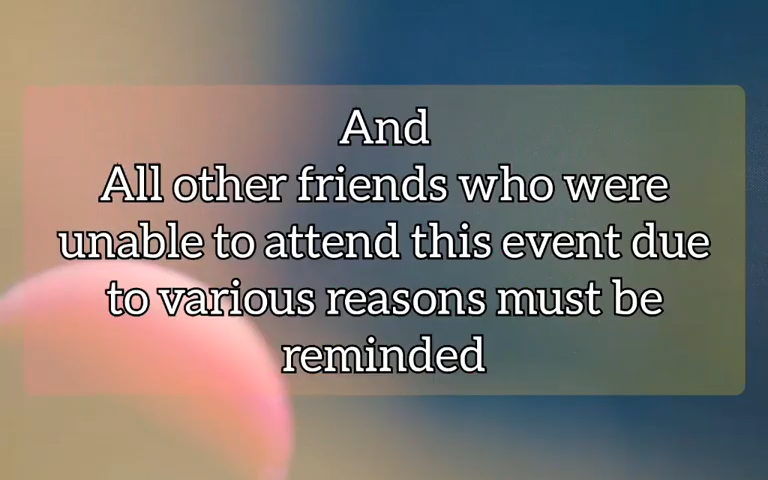 And
All other friends who were
unable to attend this event due
to various reasons must be
reminded